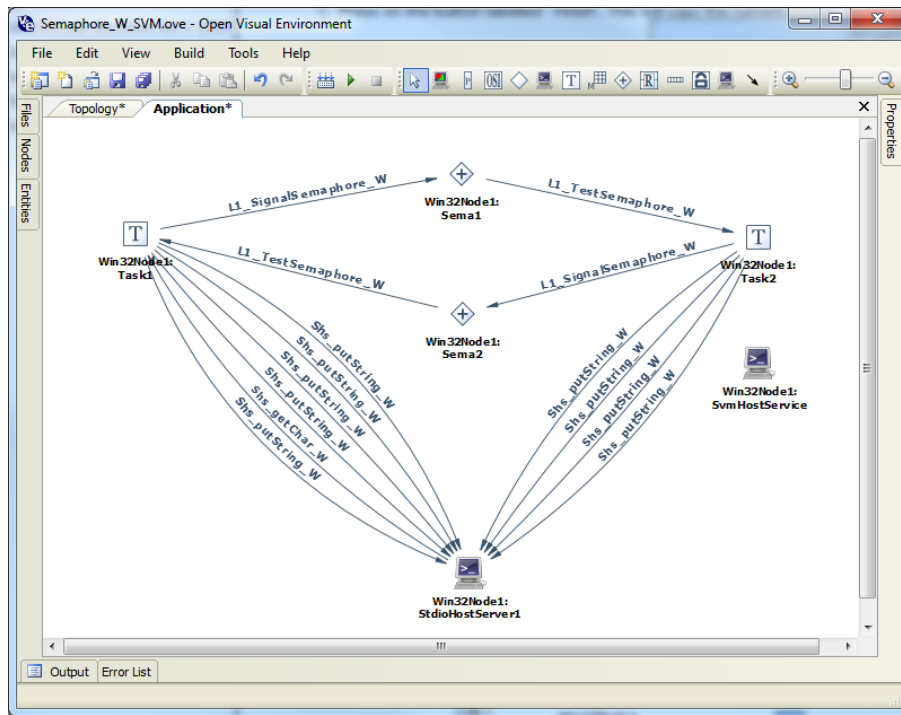 Semaphore_W_SVM.ove - Open Visual Environment
File Edit View Build Tools Help
Topology* Application*
Files
Nodes
Entities
Properties
L1_SignalSemaphore_W
L1_TestSemaphore_W
Win32Node1:
Sema1
Win32Node1:
Task1
Win32Node1:
Task2
L1_TestSemaphore_W
L1_SignalSemaphore_W
Win32Node1:
Sema2
Shs_putString_W
Shs_putString_W
Shs_putString_W
Shs_putString_W
Shs_getChar_W
Shs_putString_W
Shs_putString_W
Shs_putString_W
Shs_putString_W
Shs_putString_W
Win32Node1:
SvmHostService
Win32Node1:
StdioHostServer1
Output Error List